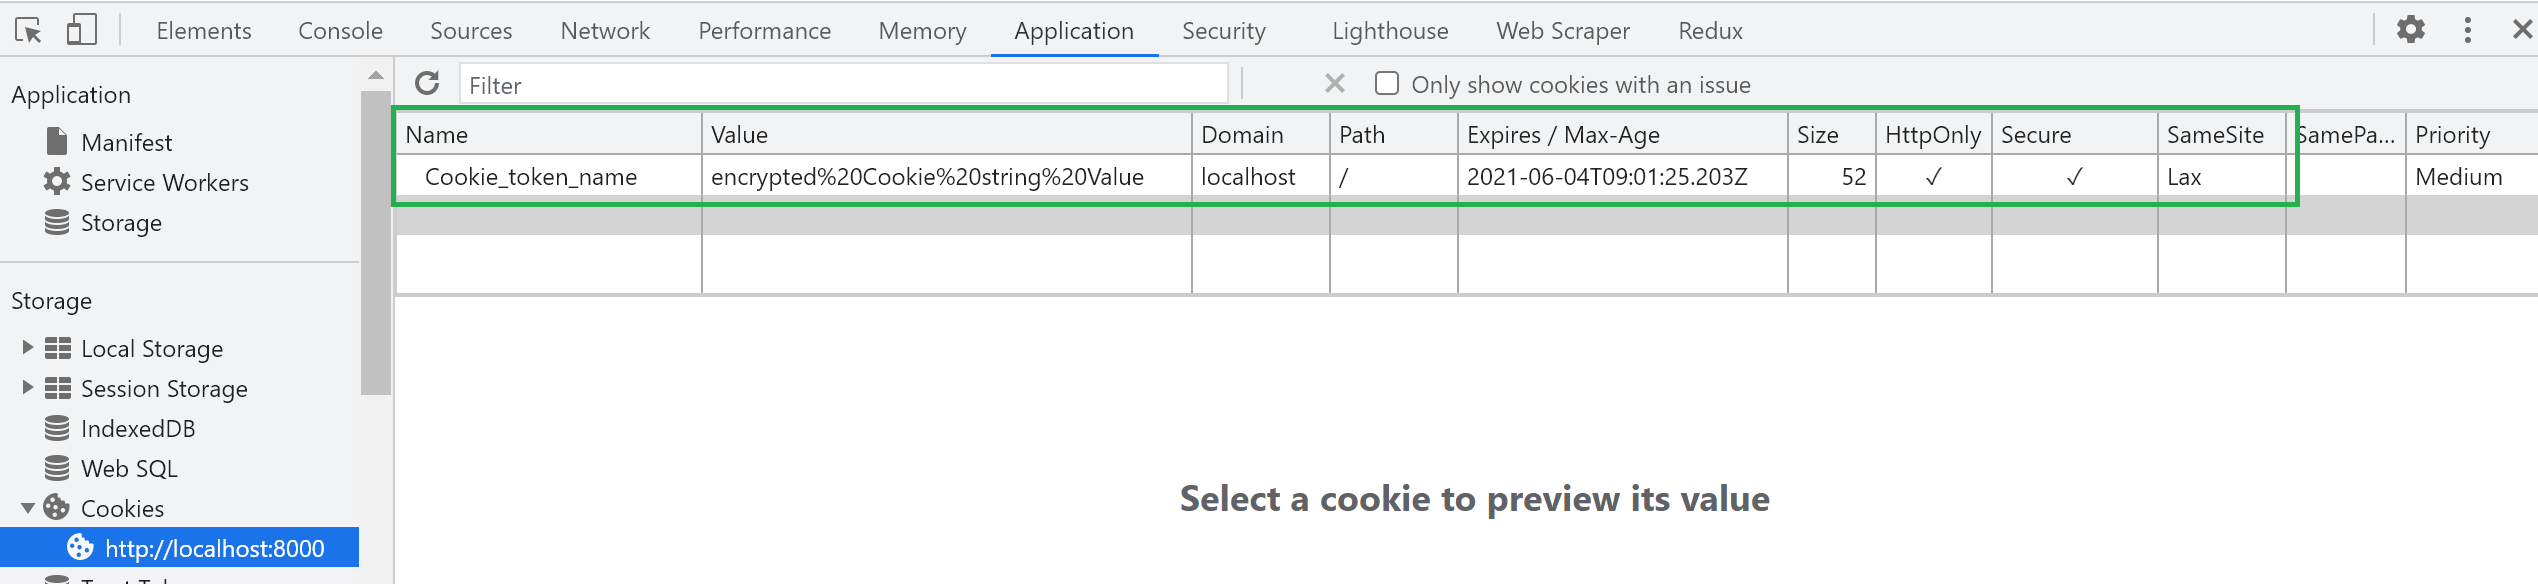 Elements Console Sources Network Performance Memory Application Security Lighthouse Web Scraper Redux
Application
Manifest
Service Workers
Storage
Storage
Local Storage
Session Storage
IndexedDB
Web SQL
Cookies
http://localhost:8000
Filter Only show cookies with an issue
Name Value Domain Path Expires / Max-Age Size HttpOnly Secure SameSite SamePa... Priority
Cookie_token_name encrypted%20Cookie%20string%20Value localhost / 2021-06-04T09:01:25.203Z 52 ✓ ✓ Lax Medium
Select a cookie to preview its value